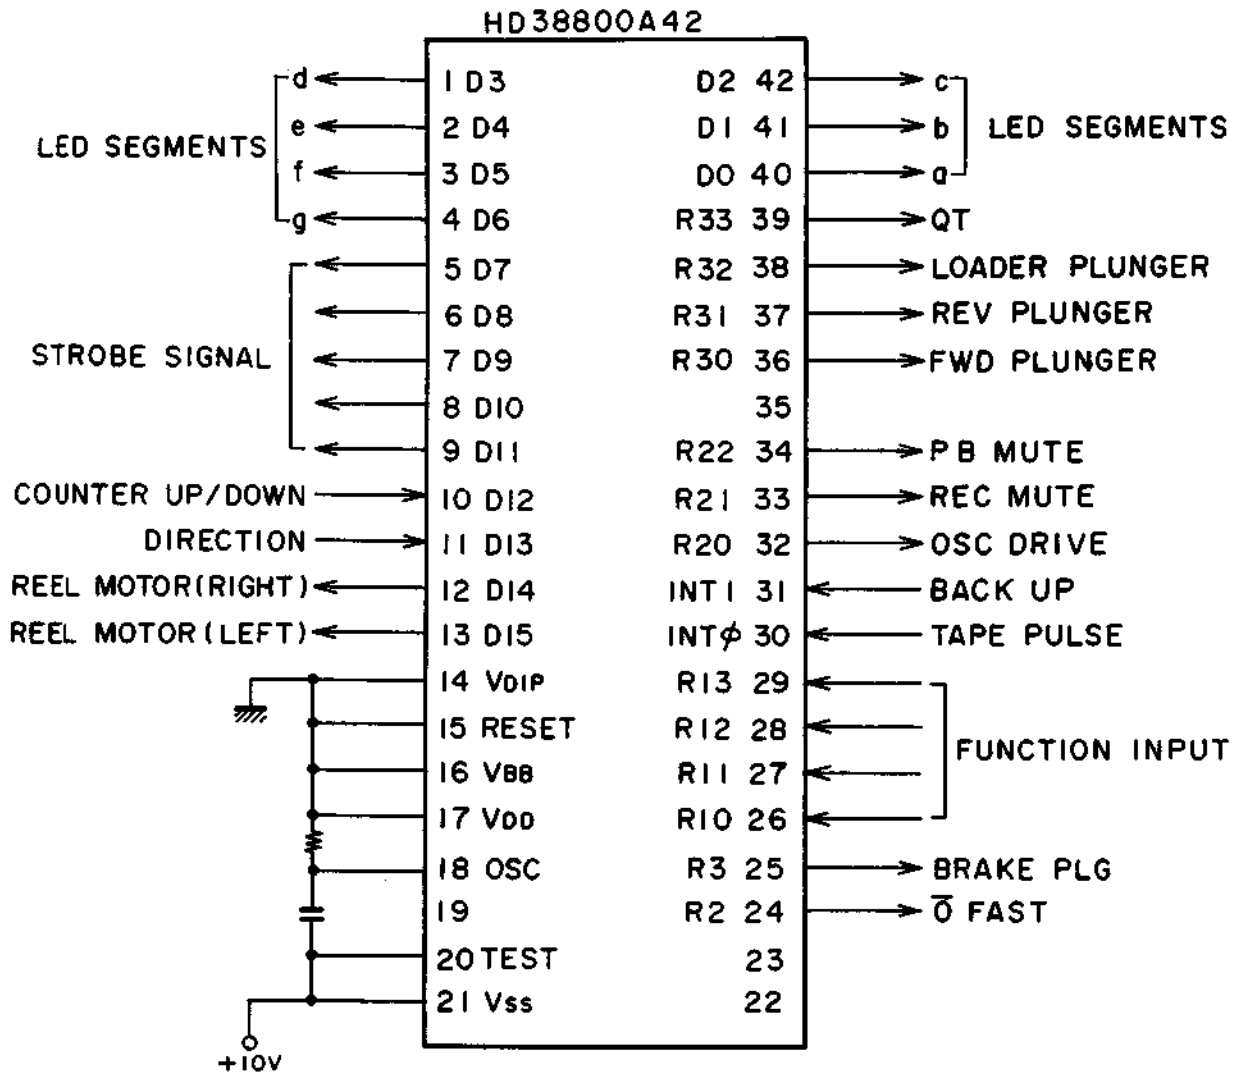 HD38800A42
d 1 D3 D2 42 c
e 2 D4 D1 41 b
LED SEGMENTS LED SEGMENTS
f 3 D5 D0 40 a
g 4 D6 R33 39 QT
5 D7 R32 38 LOADER PLUNGER
6 D8 R31 37 REV PLUNGER
STROBE SIGNAL 7 D9 R30 36 FWD PLUNGER
8 D10 35
9 D11 R22 34 PB MUTE
COUNTER UP/DOWN 10 D12 R21 33 REC MUTE
DIRECTION 11 D13 R20 32 OSC DRIVE
REEL MOTOR(RIGHT) 12 D14 INT1 31 BACK UP
REEL MOTOR(LEFT) 13 D15 INTϕ 30 TAPE PULSE
14 VDIP R13 29
15 RESET R12 28
FUNCTION INPUT
16 VBB R11 27
17 VDD R10 26
18 OSC R3 25 BRAKE PLG
19 R2 24 O̅ FAST
20 TEST 23
21 Vss 22
+10V